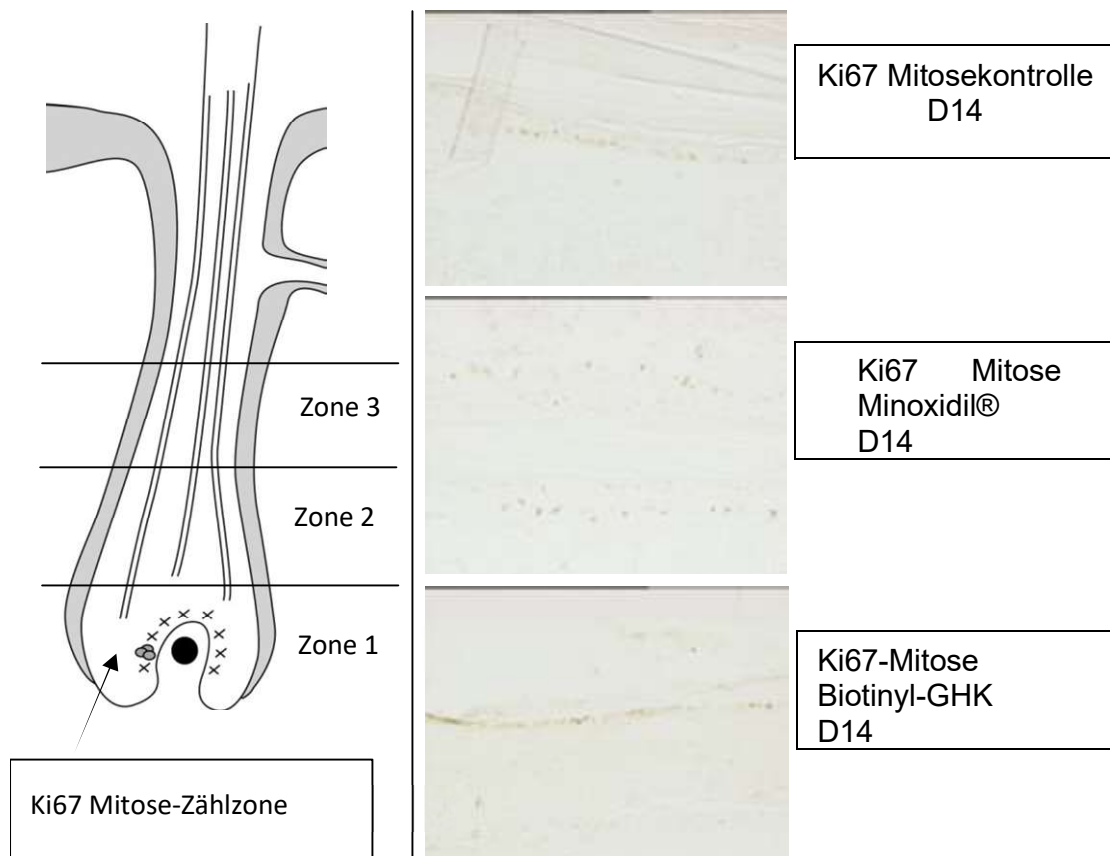 Zone 3
Zone 2
Zone 1
Ki67 Mitose-Zählzone
Ki67 Mitosekontrolle
D14
Ki67 Mitose
Minoxidil®
D14
Ki67-Mitose
Biotinyl-GHK
D14